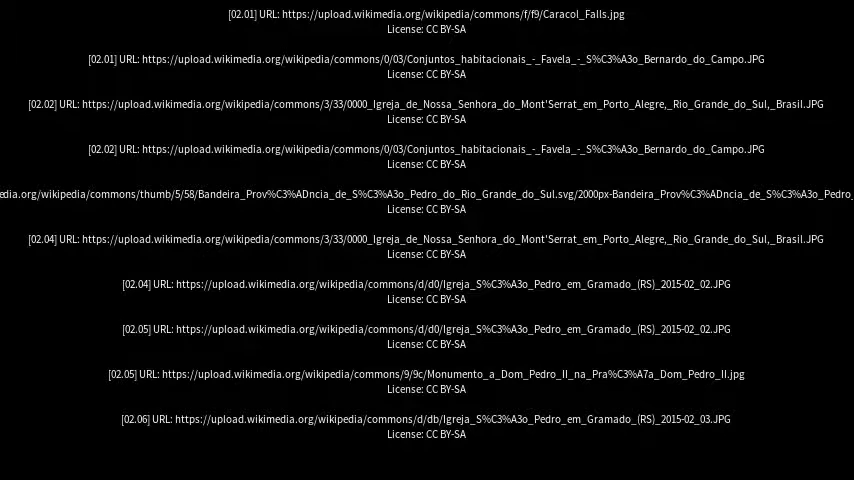 [02.01] URL: https://upload.wikimedia.org/wikipedia/commons/f/f9/Caracol_Falls.jpg
License: CC BY-SA
[02.01] URL: https://upload.wikimedia.org/wikipedia/commons/0/03/Conjuntos_habitacionais_-_Favela_-_S%C3%A3o_Bernardo_do_Campo.JPG
License: CC BY-SA
[02.02] URL: https://upload.wikimedia.org/wikipedia/commons/3/33/0000_Igreja_de_Nossa_Senhora_do_Mont'Serrat_em_Porto_Alegre,_Rio_Grande_do_Sul,_Brasil.JPG
License: CC BY-SA
[02.02] URL: https://upload.wikimedia.org/wikipedia/commons/0/03/Conjuntos_habitacionais_-_Favela_-_S%C3%A3o_Bernardo_do_Campo.JPG
License: CC BY-SA
edia.org/wikipedia/commons/thumb/5/58/Bandeira_Prov%C3%ADncia_de_S%C3%A3o_Pedro_do_Rio_Grande_do_Sul.svg/2000px-Bandeira_Prov%C3%ADncia_de_S%C3%A3o_Pedro_
License: CC BY-SA
[02.04] URL: https://upload.wikimedia.org/wikipedia/commons/3/33/0000_Igreja_de_Nossa_Senhora_do_Mont'Serrat_em_Porto_Alegre,_Rio_Grande_do_Sul,_Brasil.JPG
License: CC BY-SA
[02.04] URL: https://upload.wikimedia.org/wikipedia/commons/d/d0/Igreja_S%C3%A3o_Pedro_em_Gramado_(RS)_2015-02_02.JPG
License: CC BY-SA
[02.05] URL: https://upload.wikimedia.org/wikipedia/commons/d/d0/Igreja_S%C3%A3o_Pedro_em_Gramado_(RS)_2015-02_02.JPG
License: CC BY-SA
[02.05] URL: https://upload.wikimedia.org/wikipedia/commons/9/9c/Monumento_a_Dom_Pedro_II_na_Pra%C3%A7a_Dom_Pedro_II.jpg
License: CC BY-SA
[02.06] URL: https://upload.wikimedia.org/wikipedia/commons/d/db/Igreja_S%C3%A3o_Pedro_em_Gramado_(RS)_2015-02_03.JPG
License: CC BY-SA